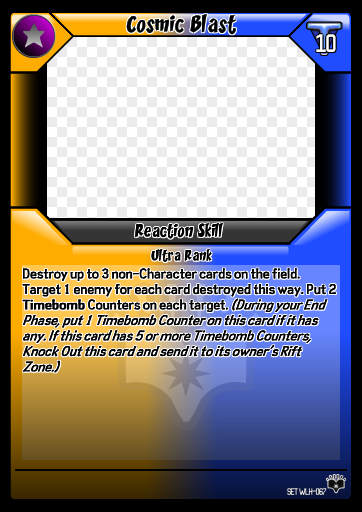 Cosmic Blast
10
Reaction Skill
Ultra Rank
Destroy up to 3 non-Character cards on the field.
Target 1 enemy for each card destroyed this way. Put 2
Timebomb Counters on each target. (During your End
Phase, put 1 Timebomb Counter on this card if it has
any. If this card has 5 or more Timebomb Counters,
Knock Out this card and send it to its owner's Rift
Zone.)
SET WLH-067